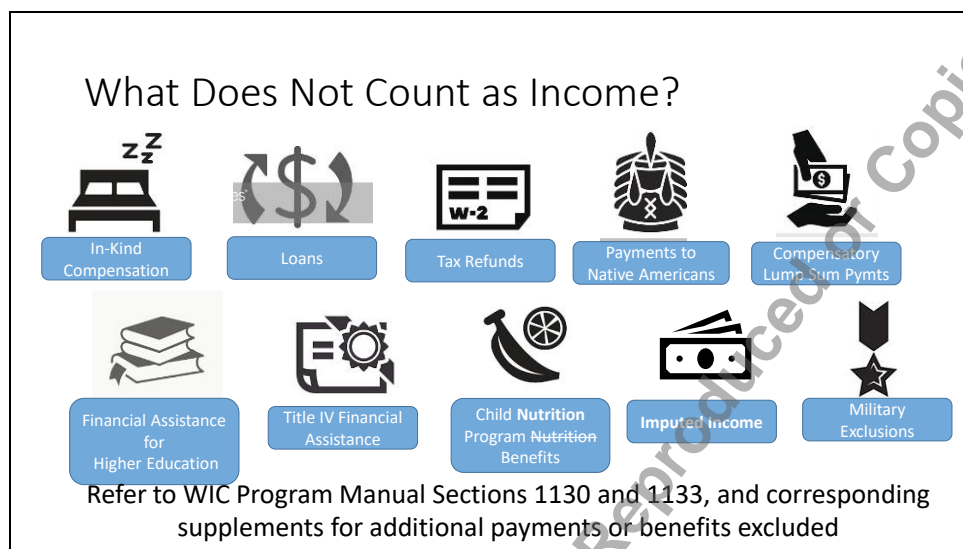 What Does Not Count as Income?
zzz
es
W-2
$
$
In-Kind
Compensation
Loans
Tax Refunds
Payments to
Native Americans
Compensatory
Lump Sum Pymts
Financial Assistance
for
Higher Education
Title IV Financial
Assistance
Child Nutrition
Program Nutrition
Benefits
Imputed income
Military
Exclusions
Refer to WIC Program Manual Sections 1130 and 1133, and corresponding
supplements for additional payments or benefits excluded
Reproduced or